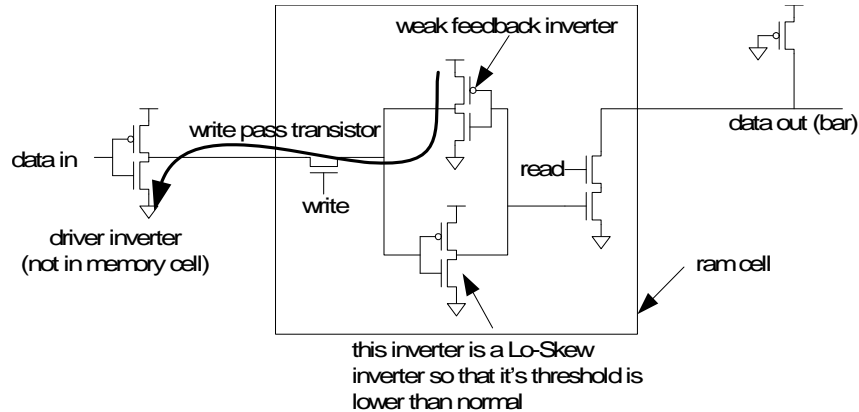 weak feedback inverter
write pass transistor
data in
data out (bar)
read
write
driver inverter
(not in memory cell)
ram cell
this inverter is a Lo-Skew
inverter so that it's threshold is
lower than normal